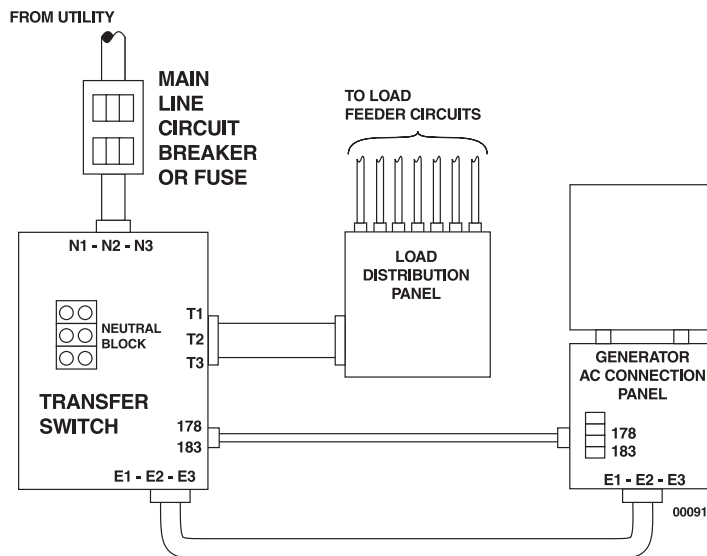 FROM UTILITY
MAIN
LINE
CIRCUIT
BREAKER
OR FUSE
TO LOAD
FEEDER CIRCUITS
N1 - N2 - N3
NEUTRAL
BLOCK
T1
T2
T3
LOAD
DISTRIBUTION
PANEL
TRANSFER
SWITCH
178
183
E1 - E2 - E3
GENERATOR
AC CONNECTION
PANEL
178
183
E1 - E2 - E3
00091